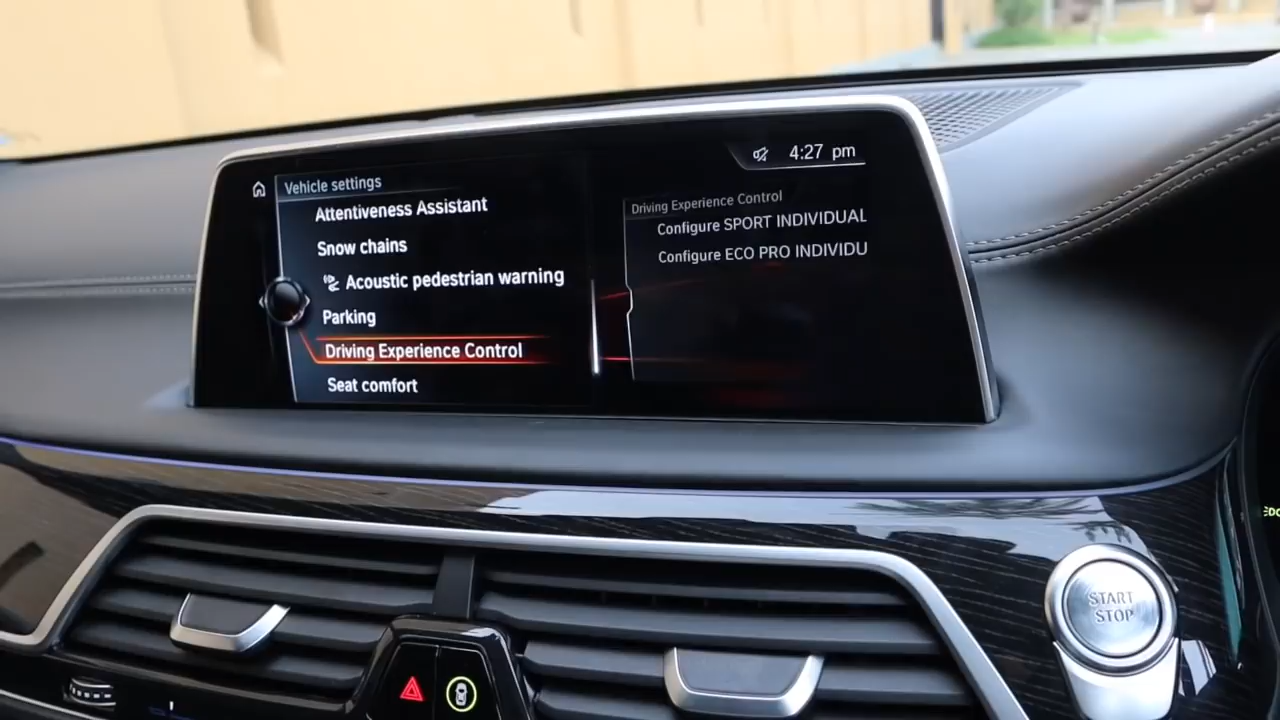 4:27 pm
Vehicle settings
Attentiveness Assistant
Snow chains
Acoustic pedestrian warning
Parking
Driving Experience Control
Seat comfort
Driving Experience Control
Configure SPORT INDIVIDUAL
Configure ECO PRO INDIVIDU
START
STOP